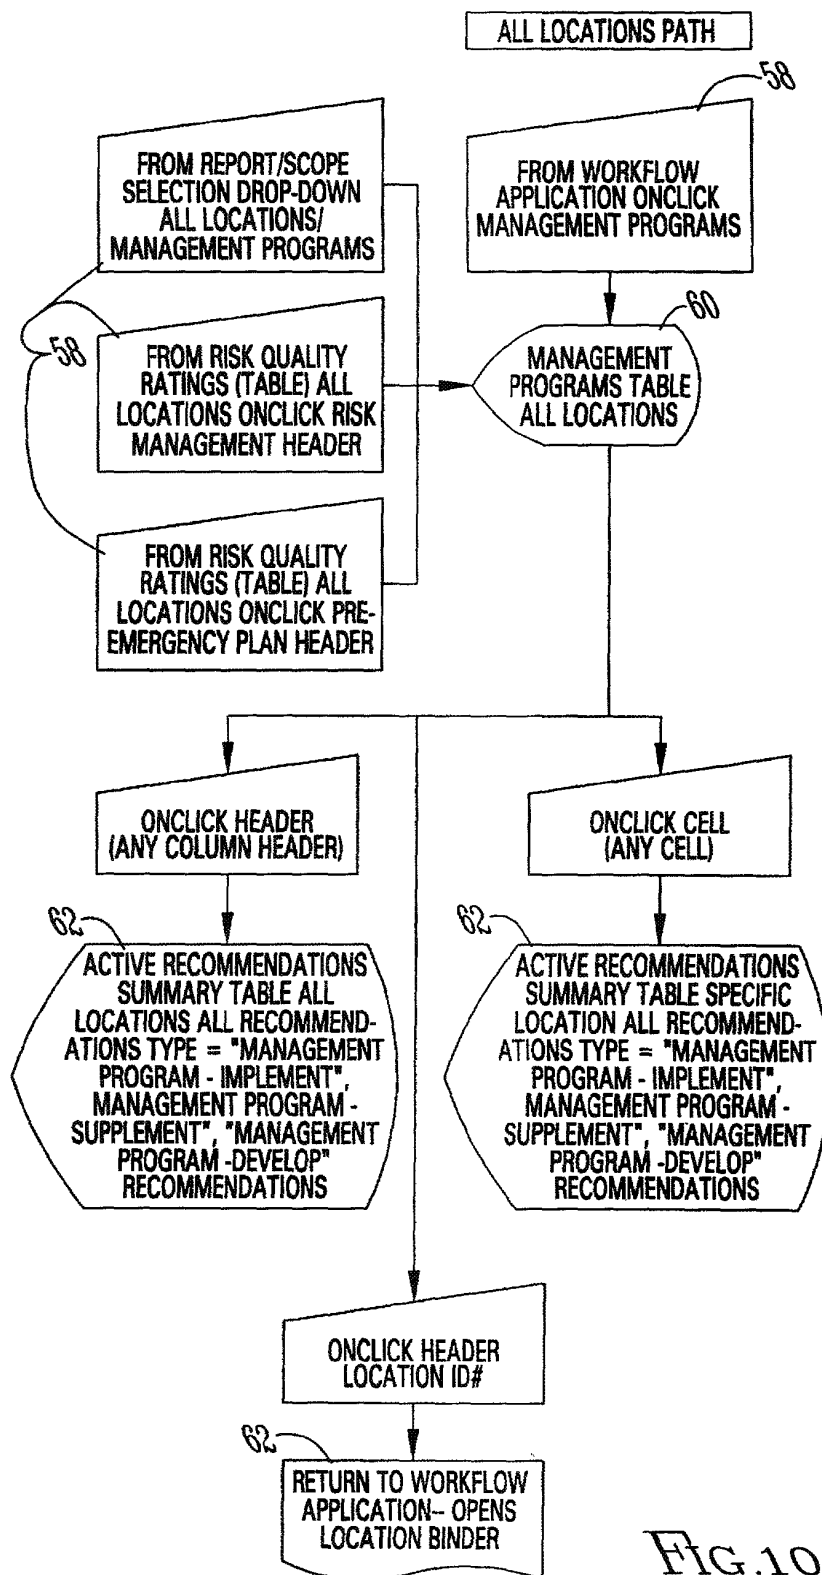 ALL LOCATIONS PATH
58
FROM REPORT/SCOPE
SELECTION DROP-DOWN
ALL LOCATIONS/
MANAGEMENT PROGRAMS
FROM WORKFLOW
APPLICATION ONCLICK
MANAGEMENT PROGRAMS
58
FROM RISK QUALITY
RATINGS (TABLE) ALL
LOCATIONS ONCLICK RISK
MANAGEMENT HEADER
60
MANAGEMENT
PROGRAMS TABLE
ALL LOCATIONS
FROM RISK QUALITY
RATINGS (TABLE) ALL
LOCATIONS ONCLICK PRE-
EMERGENCY PLAN HEADER
ONCLICK HEADER
(ANY COLUMN HEADER)
ONCLICK CELL
(ANY CELL)
62
ACTIVE RECOMMENDATIONS
SUMMARY TABLE ALL
LOCATIONS ALL RECOMMEND-
ATIONS TYPE = "MANAGEMENT
PROGRAM - IMPLEMENT",
MANAGEMENT PROGRAM -
SUPPLEMENT", "MANAGEMENT
PROGRAM -DEVELOP"
RECOMMENDATIONS
62
ACTIVE RECOMMENDATIONS
SUMMARY TABLE SPECIFIC
LOCATION ALL RECOMMEND-
ATIONS TYPE = "MANAGEMENT
PROGRAM - IMPLEMENT",
MANAGEMENT PROGRAM -
SUPPLEMENT", "MANAGEMENT
PROGRAM -DEVELOP"
RECOMMENDATIONS
ONCLICK HEADER
LOCATION ID#
62
RETURN TO WORKFLOW
APPLICATION-- OPENS
LOCATION BINDER
FIG.10